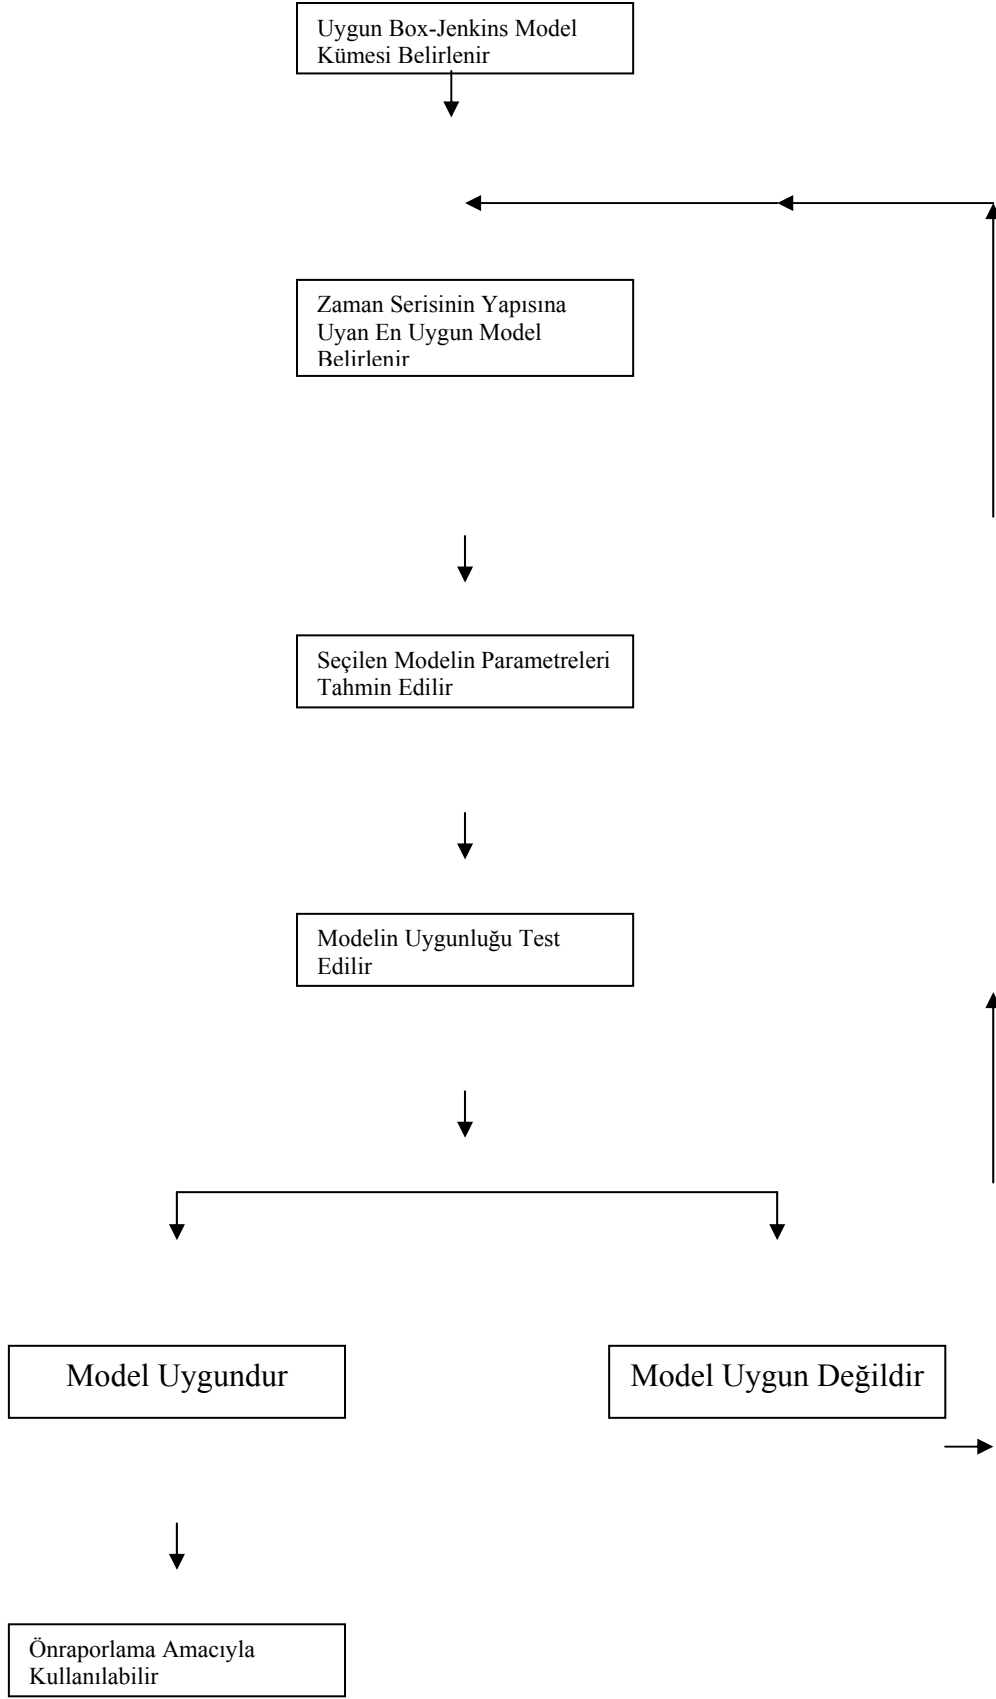 Uygun Box-Jenkins Model
Kümesi Belirlenir
Zaman Serisinin Yapısına
Uyan En Uygun Model
Belirlenir
Seçilen Modelin Parametreleri
Tahmin Edilir
Modelin Uygunluğu Test
Edilir
Model Uygundur
Model Uygun Değildir
Önraporlama Amacıyla
Kullanılabilir